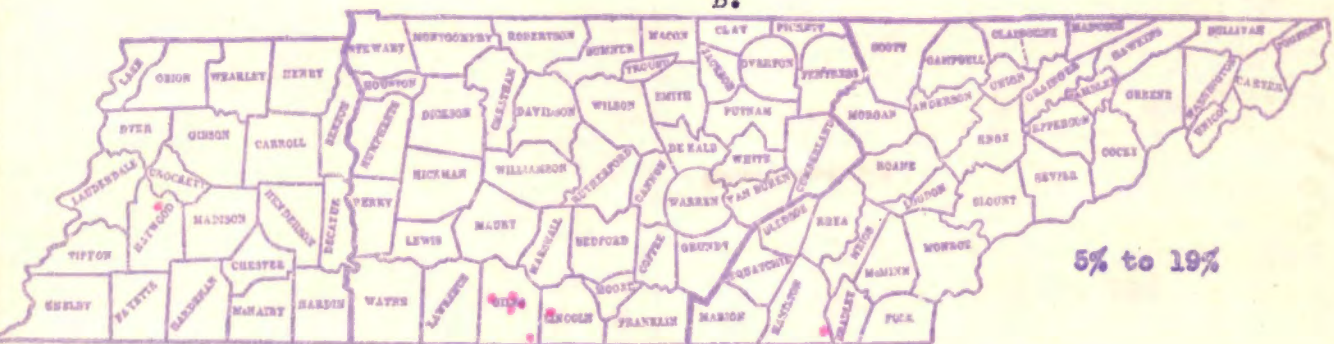 B.
STEWART MONTGOMERY ROBERTSON SUMNER MACON CLAY PICKETT SCOTT CLAIBORNE HANCOCK HAWKINS SULLIVAN JOHNSON
LAKE OBION WEAKLEY HENRY HOUSTON CHEATHAM TROUSDALE JACKSON OVERTON FENTRESS CAMPBELL UNION GRAINGER HAMBLEN GREENE WASHINGTON CARTER UNICOI
DYER GIBSON CARROLL BENTON HUMPHREYS DICKSON DAVIDSON WILSON SMITH PUTNAM MORGAN ANDERSON KNOX JEFFERSON COCKE
LAUDERDALE CROCKETT HICKMAN WILLIAMSON RUTHERFORD CANNON DE KALB WHITE CUMBERLAND ROANE SEVIER
HAYWOOD MADISON HENDERSON DECATUR PERRY WARREN VAN BUREN LOUDON BLOUNT
TIPTON CHESTER LEWIS MAURY MARSHALL BEDFORD COFFEE GRUNDY BLEDSOE RHEA MEIGS MONROE
SEQUATCHIE McMINN 5% to 19%
SHELBY FAYETTE HARDEMAN McNAIRY HARDIN WAYNE LAWRENCE GILES LINCOLN MOORE FRANKLIN MARION HAMILTON BRADLEY POLK